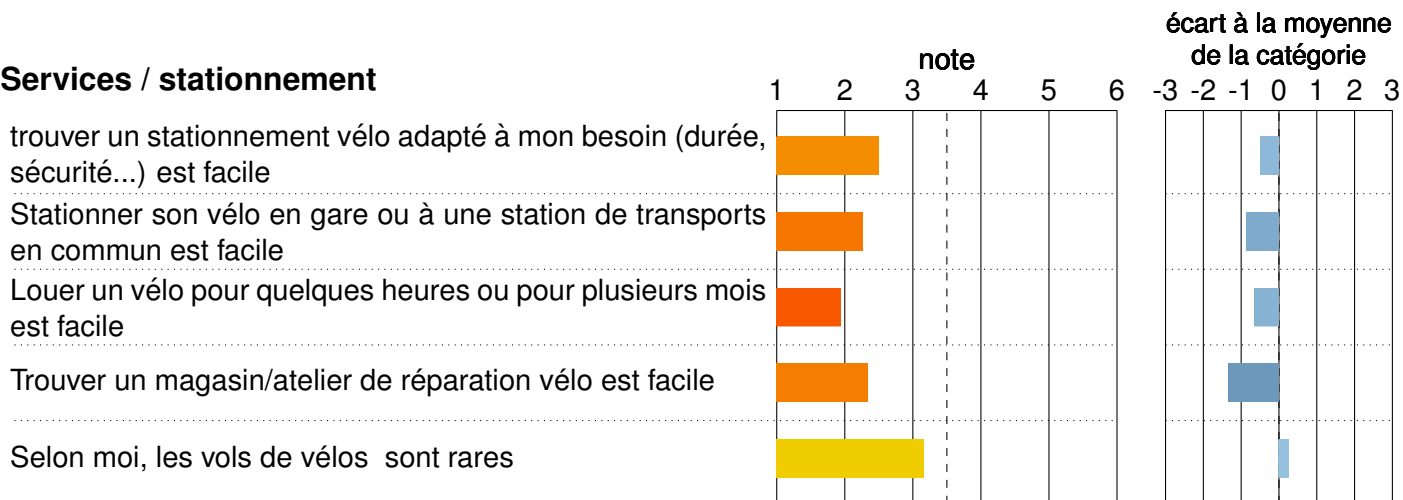 écart à la moyenne
note de la catégorie
Services / stationnement
1 2 3 4 5 6 -3 -2 -1 0 1 2 3
trouver un stationnement vélo adapté à mon besoin (durée,
sécurité...) est facile
Stationner son vélo en gare ou à une station de transports
en commun est facile
Louer un vélo pour quelques heures ou pour plusieurs mois
est facile
Trouver un magasin/atelier de réparation vélo est facile
Selon moi, les vols de vélos sont rares